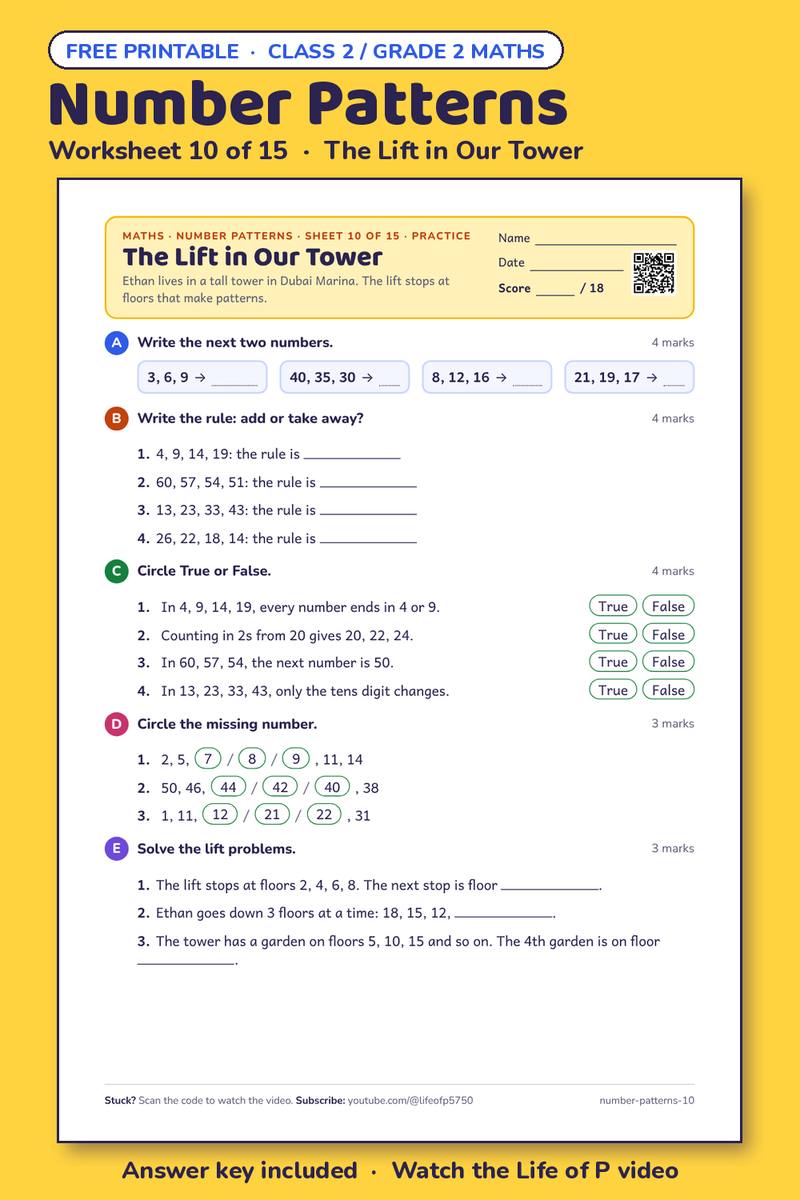 FREE PRINTABLE · CLASS 2 / GRADE 2 MATHS
Number Patterns
Worksheet 10 of 15 · The Lift in Our Tower
MATHS · NUMBER PATTERNS · SHEET 10 OF 15 · PRACTICE
The Lift in Our Tower
Ethan lives in a tall tower in Dubai Marina. The lift stops at
floors that make patterns.
Name ____________
Date ____________
Score ______ / 18
A Write the next two numbers. 4 marks
3, 6, 9 → ______ 40, 35, 30 → ___ 8, 12, 16 → ____ 21, 19, 17 → ___
B Write the rule: add or take away? 4 marks
1. 4, 9, 14, 19: the rule is ____________
2. 60, 57, 54, 51: the rule is ____________
3. 13, 23, 33, 43: the rule is ____________
4. 26, 22, 18, 14: the rule is ____________
C Circle True or False. 4 marks
1. In 4, 9, 14, 19, every number ends in 4 or 9. True False
2. Counting in 2s from 20 gives 20, 22, 24. True False
3. In 60, 57, 54, the next number is 50. True False
4. In 13, 23, 33, 43, only the tens digit changes. True False
D Circle the missing number. 3 marks
1. 2, 5, 7 / 8 / 9 , 11, 14
2. 50, 46, 44 / 42 / 40 , 38
3. 1, 11, 12 / 21 / 22 , 31
E Solve the lift problems. 3 marks
1. The lift stops at floors 2, 4, 6, 8. The next stop is floor ____________.
2. Ethan goes down 3 floors at a time: 18, 15, 12, ____________.
3. The tower has a garden on floors 5, 10, 15 and so on. The 4th garden is on floor
____________.
Stuck? Scan the code to watch the video. Subscribe: youtube.com/@lifeofp5750 number-patterns-10
Answer key included · Watch the Life of P video